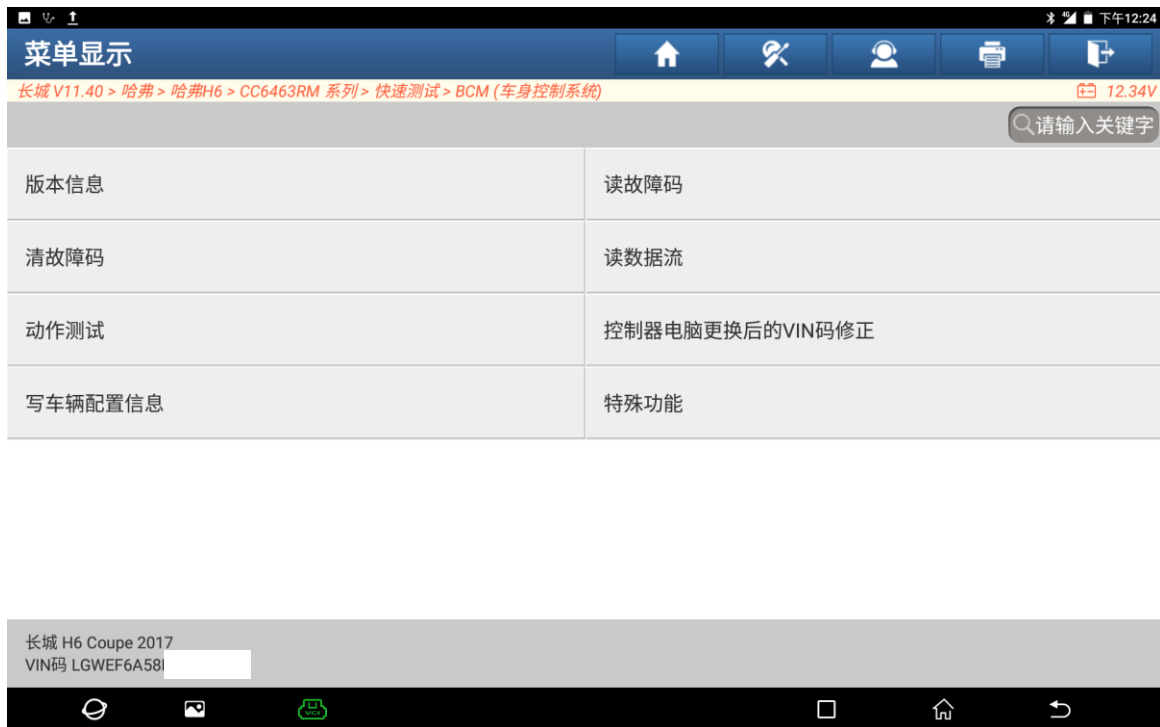 4G 下午12:24
菜单显示
长城 V11.40 > 哈弗 > 哈弗H6 > CC6463RM 系列 > 快速测试 > BCM (车身控制系统) 12.34V
请输入关键字
版本信息 读故障码
清故障码 读数据流
动作测试 控制器电脑更换后的VIN码修正
写车辆配置信息 特殊功能
长城 H6 Coupe 2017
VIN码 LGWEF6A58
VCI